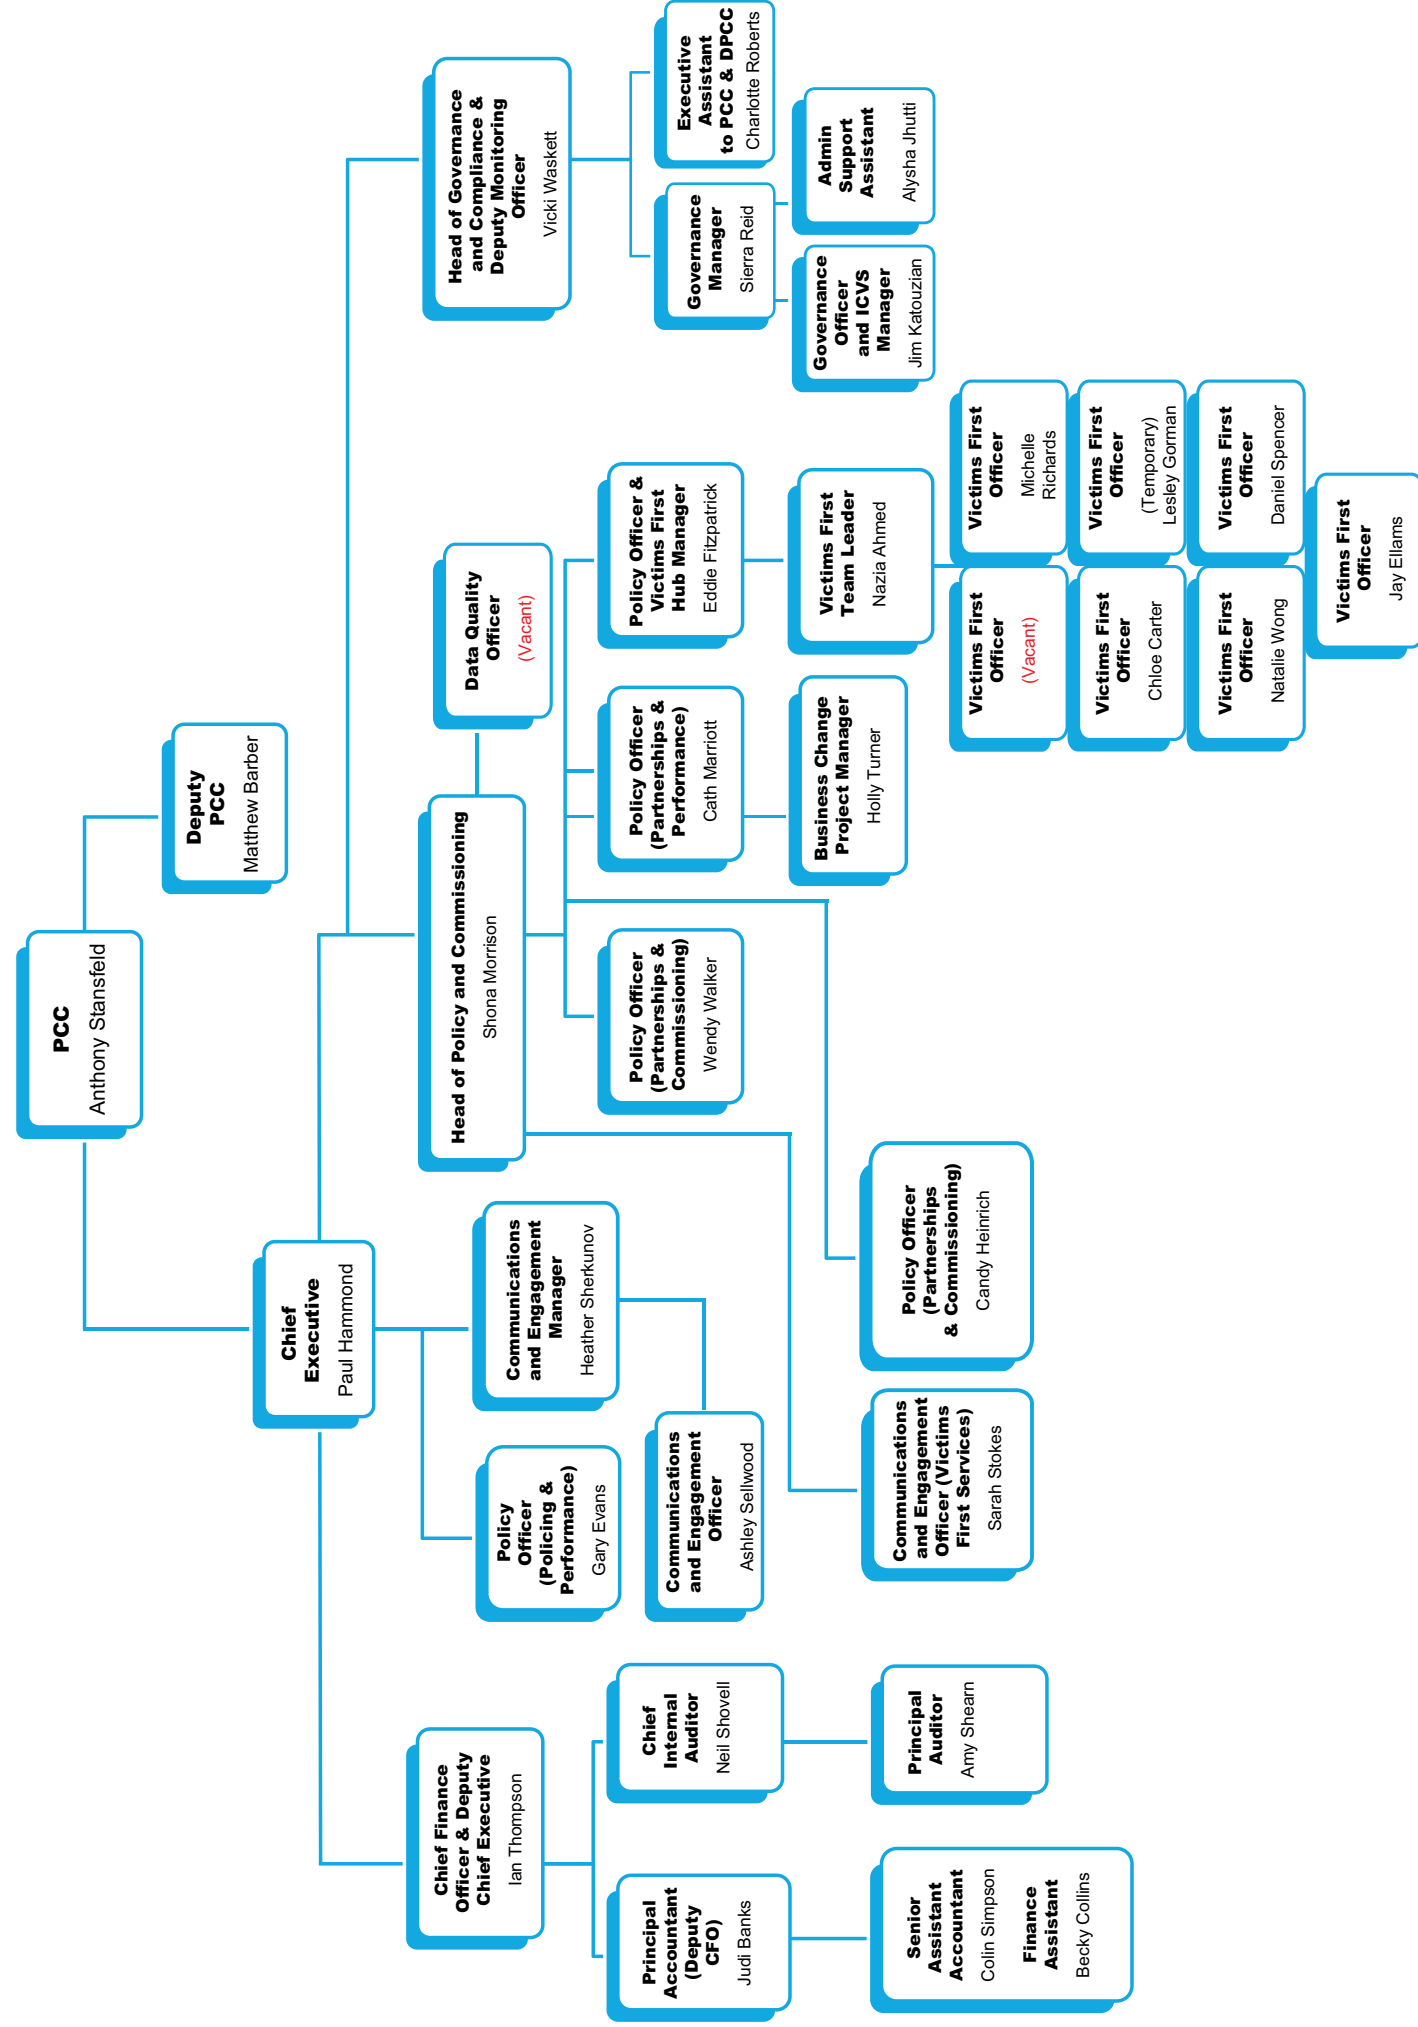 PCC
Anthony Stansfeld
Deputy
PCC
Matthew Barber
Chief
Executive
Paul Hammond
Chief Finance
Officer & Deputy
Chief Executive
Ian Thompson
Policy
Officer
(Policing &
Performance)
Gary Evans
Communications
and Engagement
Manager
Heather Sherkunov
Head of Policy and Commissioning
Shona Morrison
Data Quality
Officer
(Vacant)
Head of Governance
and Compliance &
Deputy Monitoring
Officer
Vicki Waskett
Principal
Accountant
(Deputy
CFO)
Judi Banks
Chief
Internal
Auditor
Neil Shovell
Communications
and Engagement
Officer
Ashley Sellwood
Policy Officer
(Partnerships &
Commissioning)
Wendy Walker
Policy Officer
(Partnerships &
Performance)
Cath Marriott
Policy Officer &
Victims First
Hub Manager
Eddie Fitzpatrick
Governance
Manager
Sierra Reid
Executive
Assistant
to PCC & DPCC
Charlotte Roberts
Senior
Assistant
Accountant
Colin Simpson
Finance
Assistant
Becky Collins
Principal
Auditor
Amy Shearn
Communications
and Engagement
Officer (Victims
First Services)
Sarah Stokes
Policy Officer
(Partnerships
& Commissioning)
Candy Heinrich
Business Change
Project Manager
Holly Turner
Victims First
Team Leader
Nazia Ahmed
Governance
Officer
and ICVS
Manager
Jim Katouzian
Admin
Support
Assistant
Alysha Jhutti
Victims First
Officer
(Vacant)
Victims First
Officer
Michelle
Richards
Victims First
Officer
Chloe Carter
Victims First
Officer
(Temporary)
Lesley Gorman
Victims First
Officer
Natalie Wong
Victims First
Officer
Daniel Spencer
Victims First
Officer
Jay Ellams